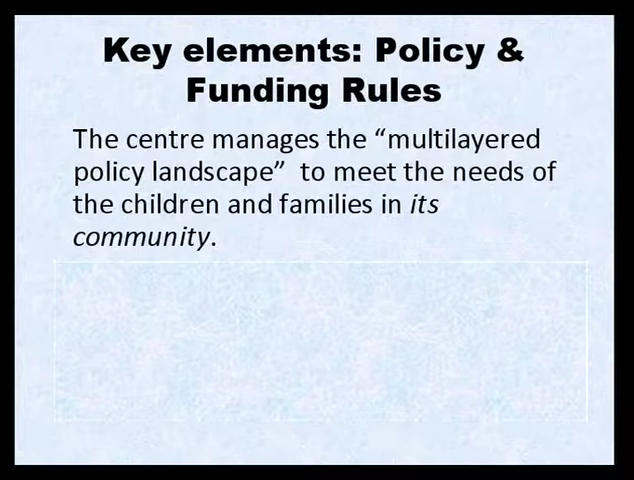 Key elements: Policy &
Funding Rules
The centre manages the “multilayered
policy landscape”  to meet the needs of
the children and families in its
community.